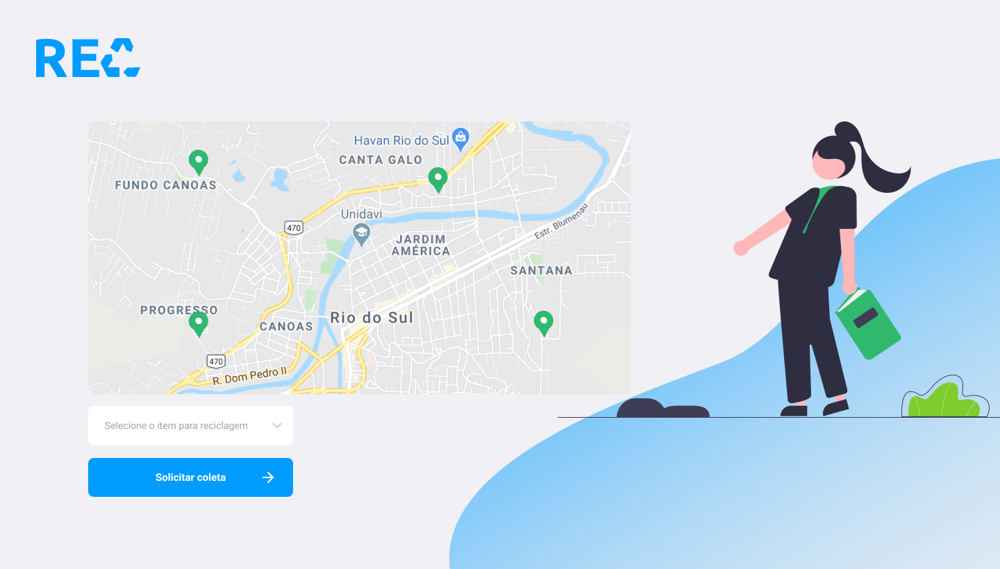 REC
Havan Rio do Sul
CANTA GALO
FUNDO CANOAS
Unidavi
470
Estr. Blumenau
JARDIM
AMÉRICA
SANTANA
PROGRESSO
CANOAS
Rio do Sul
470
R. Dom Pedro II
Selecione o item para reciclagem
Solicitar coleta